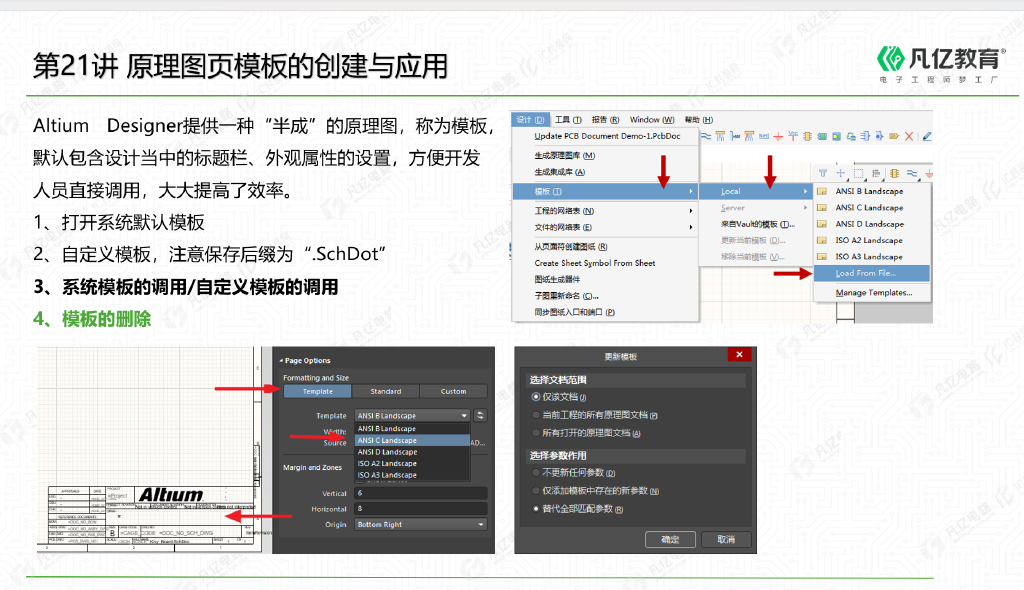 第21讲 原理图页模板的创建与应用
凡亿教育®
电子工程师梦工厂
Altium Designer提供一种“半成”的原理图，称为模板，
默认包含设计当中的标题栏、外观属性的设置，方便开发
人员直接调用，大大提高了效率。
1、打开系统默认模板
2、自定义模板，注意保存后缀为“.SchDot”
3、系统模板的调用/自定义模板的调用
4、模板的删除
设计 (D) 工具 (T) 报告 (R) Window (W) 帮助 (H)
Update PCB Document Demo-1.PcbDoc
生成原理图库 (M)
生成集成库 (A)
模板 (T)
工程的网络表 (N)
文件的网络表 (E)
从页面符创建图纸 (R)
Create Sheet Symbol From Sheet
图纸生成器件
子图重新命名 (C)...
同步图纸入口和端口 (P)
Local
Server
来自Vault的模板 (T)...
更新当前模板 (D)...
移除当前模板 (V)...
ANSI B Landscape
ANSI C Landscape
ANSI D Landscape
ISO A2 Landscape
ISO A3 Landscape
Load From File...
Manage Templates...
Altium
Page Options
Formatting and Size
Template Standard Custom
Template ANSI B Landscape
ANSI B Landscape
Width:
ANSI C Landscape
Source AD...
ANSI D Landscape
ISO A2 Landscape
Margin and Zones
ISO A3 Landscape
Vertical 6
Horizontal 8
Origin Bottom Right
更新模板
选择文档范围
仅该文档 (J)
当前工程的所有原理图文档 (P)
所有打开的原理图文档 (A)
选择参数作用
不更新任何参数 (D)
仅添加模板中存在的新参数 (N)
替代全部匹配参数 (R)
确定 取消